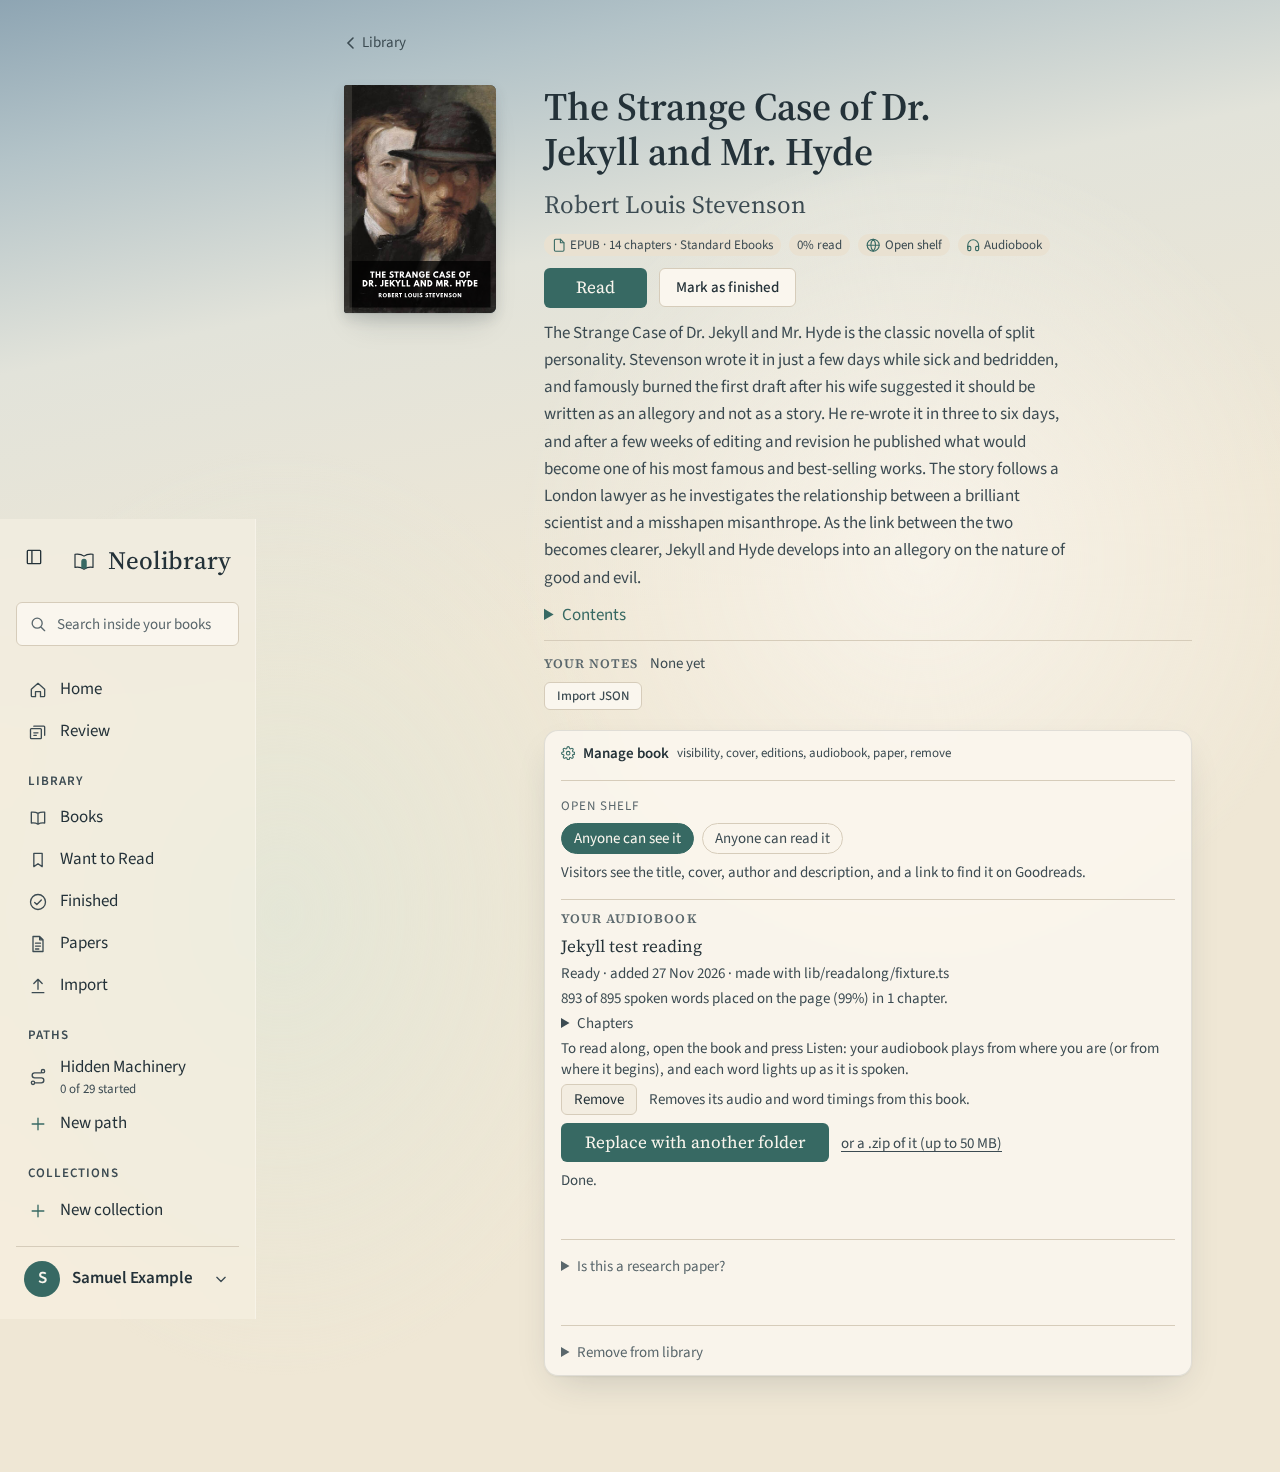 Library
THE STRANGE CASE OF
DR. JEKYLL AND MR. HYDE
ROBERT LOUIS STEVENSON
The Strange Case of Dr.
Jekyll and Mr. Hyde
Robert Louis Stevenson
EPUB · 14 chapters · Standard Ebooks
0% read
Open shelf
Audiobook
Read
Mark as finished
The Strange Case of Dr. Jekyll and Mr. Hyde is the classic novella of split
personality. Stevenson wrote it in just a few days while sick and bedridden,
and famously burned the first draft after his wife suggested it should be
written as an allegory and not as a story. He re-wrote it in three to six days,
and after a few weeks of editing and revision he published what would
become one of his most famous and best-selling works. The story follows a
London lawyer as he investigates the relationship between a brilliant
scientist and a misshapen misanthrope. As the link between the two
becomes clearer, Jekyll and Hyde develops into an allegory on the nature of
good and evil.
Contents
YOUR NOTES None yet
Import JSON
Manage book visibility, cover, editions, audiobook, paper, remove
OPEN SHELF
Anyone can see it
Anyone can read it
Visitors see the title, cover, author and description, and a link to find it on Goodreads.
YOUR AUDIOBOOK
Jekyll test reading
Ready · added 27 Nov 2026 · made with lib/readalong/fixture.ts
893 of 895 spoken words placed on the page (99%) in 1 chapter.
Chapters
To read along, open the book and press Listen: your audiobook plays from where you are (or from
where it begins), and each word lights up as it is spoken.
Remove
Removes its audio and word timings from this book.
Replace with another folder
or a .zip of it (up to 50 MB)
Done.
Is this a research paper?
Remove from library
Neolibrary
Search inside your books
Home
Review
LIBRARY
Books
Want to Read
Finished
Papers
Import
PATHS
Hidden Machinery
0 of 29 started
New path
COLLECTIONS
New collection
S
Samuel Example